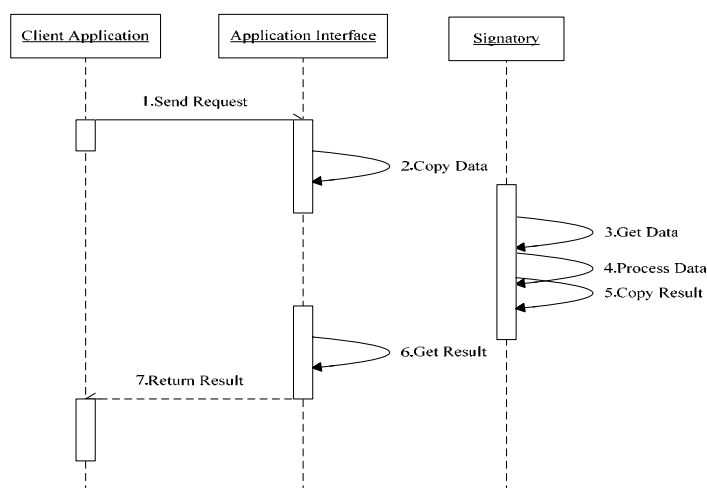 Client Application
Application Interface
Signatory
1.Send Request
2.Copy Data
3.Get Data
4.Process Data
5.Copy Result
6.Get Result
7.Return Result